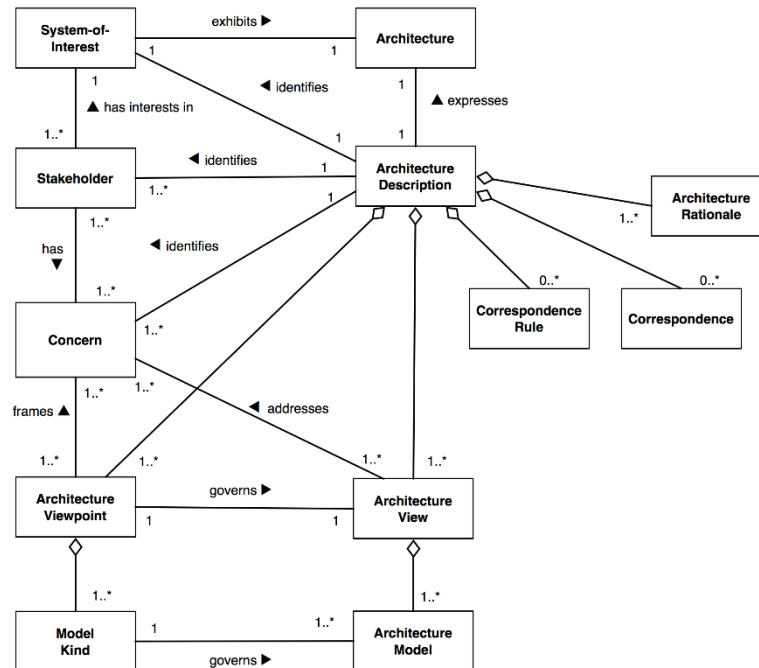 exhibits ▶
System-of-
Interest
Architecture
1
1
1
1
◀ identifies
▲ has interests in
▲ expresses
1..*
1
1
◀ identifies
1
Stakeholder
1..*
Architecture
Description
Architecture
Rationale
1..*
1..*
1
has
▼
◀ identifies
0..*
0..*
1..*
1..*
Concern
Correspondence
Rule
Correspondence
1..*
1..*
frames ▲
◀ addresses
1..*
1..*
1..*
1..*
Architecture
Viewpoint
governs ▶
1
1
Architecture
View
1..*
1..*
Model
Kind
1
1..*
governs ▶
Architecture
Model